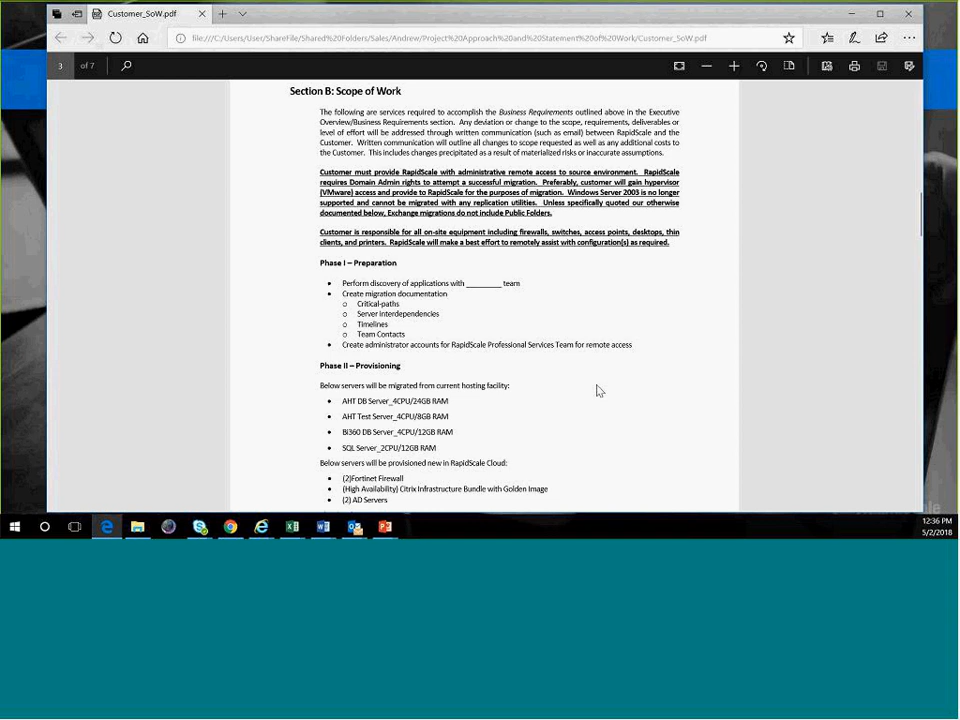 Customer_SoW.pdf
file:///C:/Users/User/ShareFile/Shared%20Folders/Sales/Andrew/Project%20Approach%20and%20Statement%20of%20Work/Customer_SoW.pdf
3 of 7
Section B: Scope of Work
The following are services required to accomplish the Business Requirements outlined above in the Executive
Overview/Business Requirements section. Any deviation or change to the scope, requirements, deliverables or
level of effort will be addressed through written communication (such as email) between RapidScale and the
Customer. Written communication will outline all changes to scope requested as well as any additional costs to
the Customer. This includes changes precipitated as a result of materialized risks or inaccurate assumptions.
Customer must provide RapidScale with administrative remote access to source environment. RapidScale
requires Domain Admin rights to attempt a successful migration. Preferably, customer will gain hypervisor
(VMware) access and provide to RapidScale for the purposes of migration. Windows Server 2003 is no longer
supported and cannot be migrated with any replication utilities. Unless specifically quoted our otherwise
documented below, Exchange migrations do not include Public Folders.
Customer is responsible for all on-site equipment including firewalls, switches, access points, desktops, thin
clients, and printers. RapidScale will make a best effort to remotely assist with configuration(s) as required.
Phase I – Preparation
• Perform discovery of applications with ________ team
• Create migration documentation
o Critical-paths
o Server Interdependencies
o Timelines
o Team Contacts
• Create administrator accounts for RapidScale Professional Services Team for remote access
Phase II – Provisioning
Below servers will be migrated from current hosting facility:
• AHT DB Server_4CPU/24GB RAM
• AHT Test Server_4CPU/8GB RAM
• BI360 DB Server_4CPU/12GB RAM
• SQL Server_2CPU/12GB RAM
Below servers will be provisioned new in RapidScale Cloud:
• (2)Fortinet Firewall
• (High Availability) Citrix Infrastructure Bundle with Golden Image
• (2) AD Servers
12:36 PM
5/2/2018